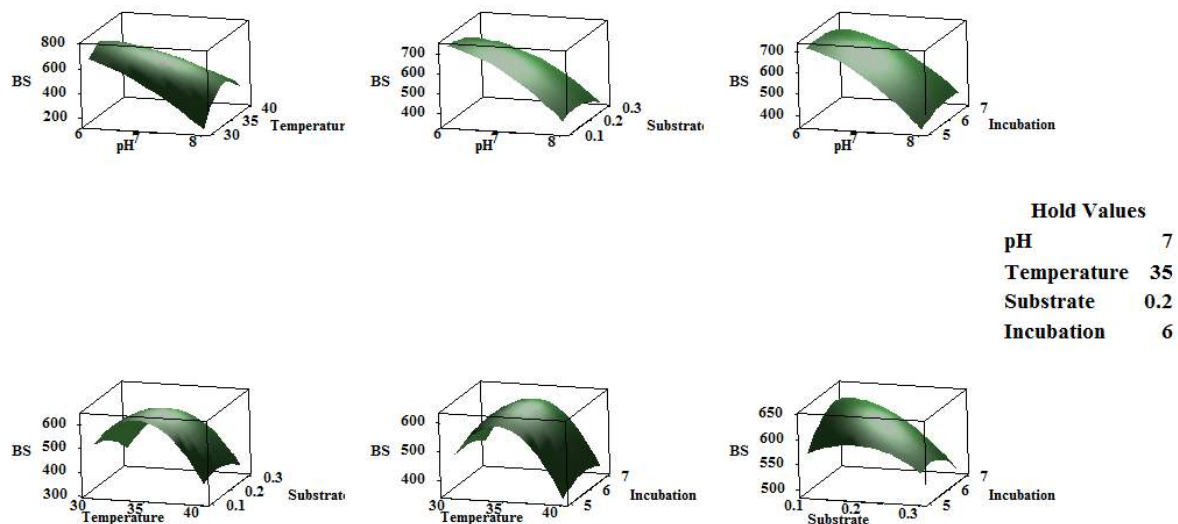 800
600
BS
400
200
6
7
8
pH
30
35
40
Temperatur
700
600
BS
500
400
6
7
8
pH
0.1
0.2
0.3
Substrat
700
600
BS
500
400
6
7
8
pH
5
6
7
Incubation
Hold Values
pH 7
Temperature 35
Substrate 0.2
Incubation 6
600
500
BS
400
300
30
35
40
Temperature
0.1
0.2
0.3
Substrat
600
BS
500
400
30
35
40
Temperature
5
6
7
Incubation
650
600
BS
550
500
0.1
0.2
0.3
Substrate
5
6
7
Incubation